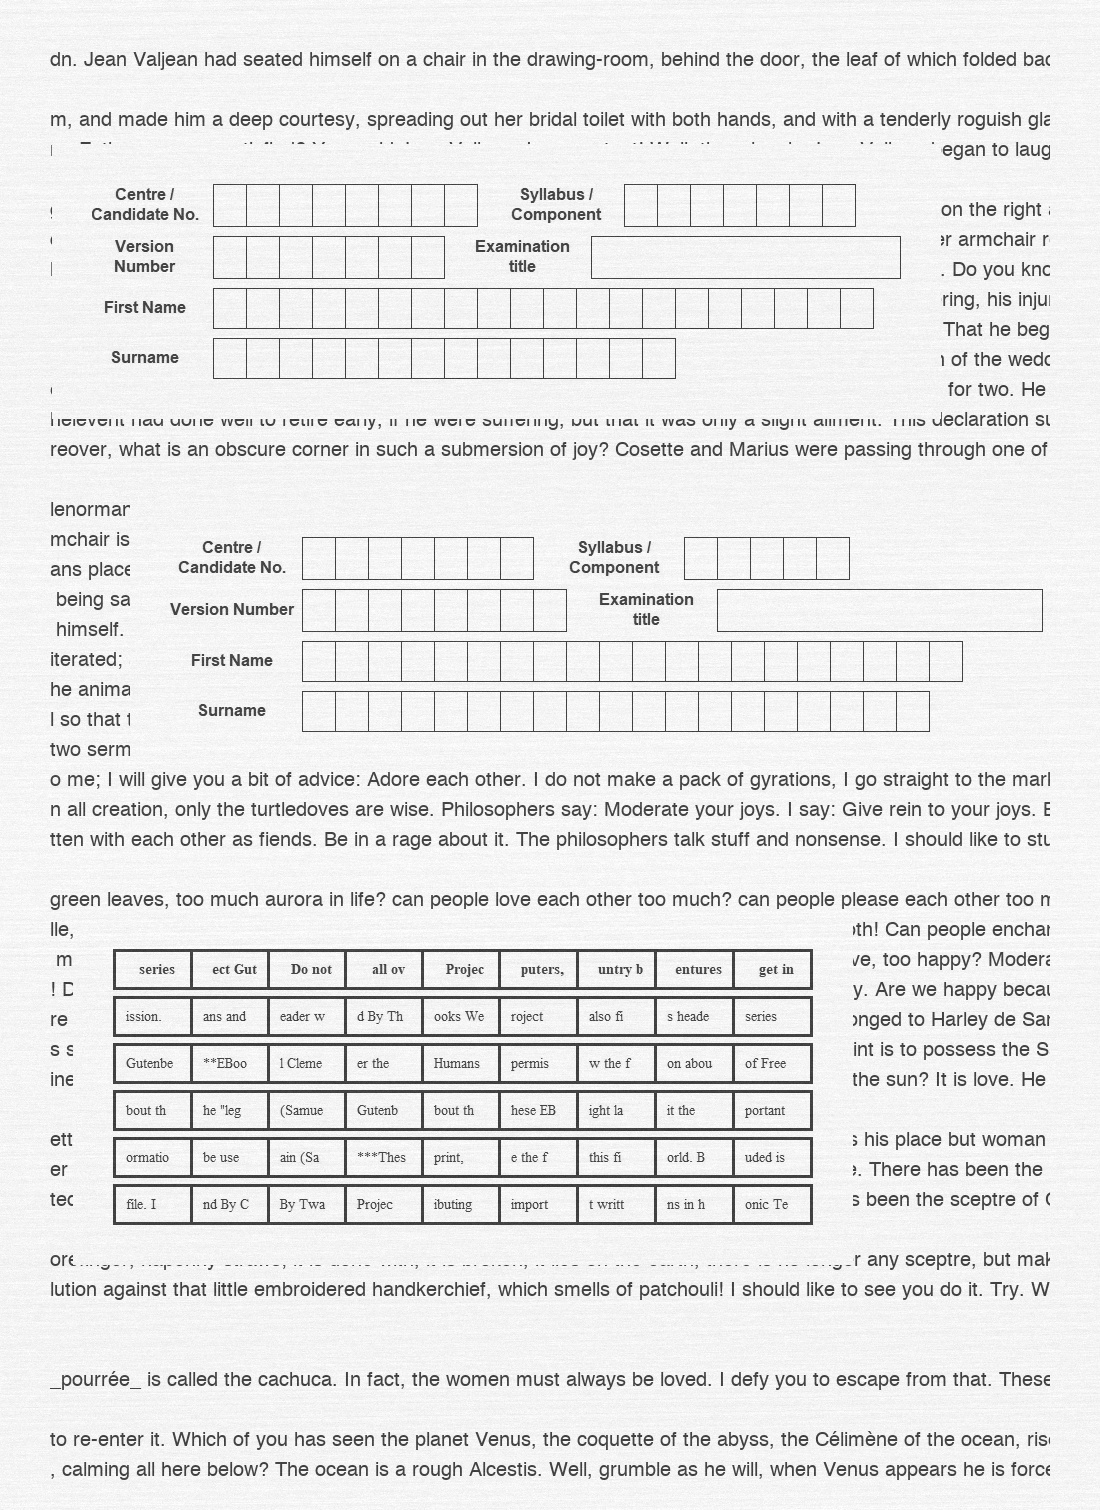 dn. Jean Valjean had seated himself on a chair in the drawing-room, behind the door, the leaf of which folded bac
m, and made him a deep courtesy, spreading out her bridal toilet with both hands, and with a tenderly roguish gla
egan to laug
Centre / Candidate No.
Syllabus / Component
on the right
Version Number
Examination title
er armchair r
. Do you kno
First Name
ring, his inju
That he beg
Surname
of the wedd
for two. He
helevent had done well to retire early, if he were suffering, but that it was only a slight ailment. This declaration su
reover, what is an obscure corner in such a submersion of joy? Cosette and Marius were passing through one of
lenorman
mchair is
Centre / Candidate No.
Syllabus / Component
ans place
being sa
Version Number
Examination title
himself.
iterated;
First Name
he anima
l so that t
Surname
two serm
o me; I will give you a bit of advice: Adore each other. I do not make a pack of gyrations, I go straight to the mark
n all creation, only the turtledoves are wise. Philosophers say: Moderate your joys. I say: Give rein to your joys. B
tten with each other as fiends. Be in a rage about it. The philosophers talk stuff and nonsense. I should like to stu
green leaves, too much aurora in life? can people love each other too much? can people please each other too m
lle, oth! Can people enchan
m ve, too happy? Modera
series ect Gut Do not all ov Projec puters, untry b entures get in
! D y. Are we happy becau
ission. ans and eader w d By Th ooks We roject also fi s heade series
re onged to Harley de San
s s int is to possess the S
Gutenbe **EBoo l Cleme er the Humans permis w the f on abou of Free
ine the sun? It is love. He
bout th he "leg (Samue Gutenb bout th hese EB ight la it the portant
ett s his place but woman
ormatio be use ain (Sa ***Thes print, e the f this fi orld. B uded is
er e. There has been the
tec s been the sceptre of
file. I nd By C By Twa Projec ibuting import t writt ns in h onic Te
ore r any sceptre, but mak
lution against that little embroidered handkerchief, which smells of patchouli! I should like to see you do it. Try. W
_pourrée_ is called the cachuca. In fact, the women must always be loved. I defy you to escape from that. These
to re-enter it. Which of you has seen the planet Venus, the coquette of the abyss, the Célimène of the ocean, rise
, calming all here below? The ocean is a rough Alcestis. Well, grumble as he will, when Venus appears he is force